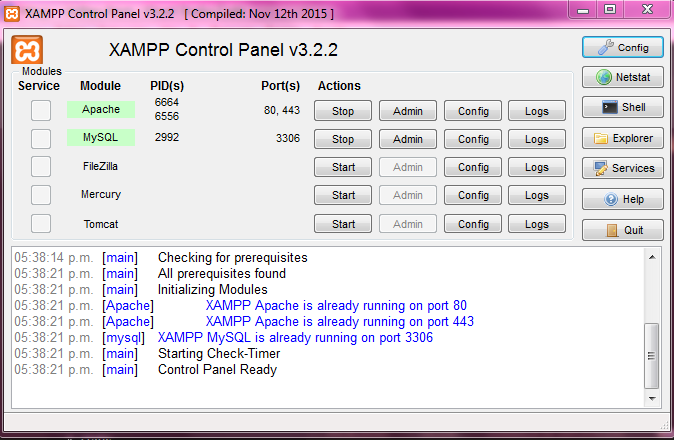 XAMPP Control Panel v3.2.2 [ Compiled: Nov 12th 2015 ]
XAMPP Control Panel v3.2.2
Config
Modules
Service Module PID(s) Port(s) Actions
Netstat
Apache 6664 6556 80, 443 Stop Admin Config Logs
Shell
MySQL 2992 3306 Stop Admin Config Logs
Explorer
FileZilla Start Admin Config Logs
Services
Mercury Start Admin Config Logs
Help
Tomcat Start Admin Config Logs
Quit
05:38:14 p.m. [main] Checking for prerequisites
05:38:21 p.m. [main] All prerequisites found
05:38:21 p.m. [main] Initializing Modules
05:38:21 p.m. [Apache] XAMPP Apache is already running on port 80
05:38:21 p.m. [Apache] XAMPP Apache is already running on port 443
05:38:21 p.m. [mysql] XAMPP MySQL is already running on port 3306
05:38:21 p.m. [main] Starting Check-Timer
05:38:21 p.m. [main] Control Panel Ready